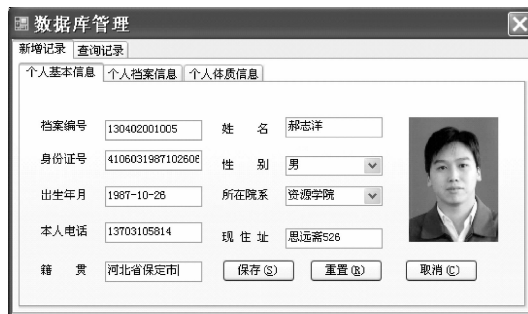 数据库管理
新增记录 查询记录
个人基本信息 个人档案信息 个人体质信息
档案编号 130402001005 姓 名 郝志洋
身份证号 4106031987102606 性 别 男
出生年月 1987-10-26 所在院系 资源学院
本人电话 13703105814 现 住 址 思远斋526
籍 贯 河北省保定市 保存(S) 重置(R) 取消(C)